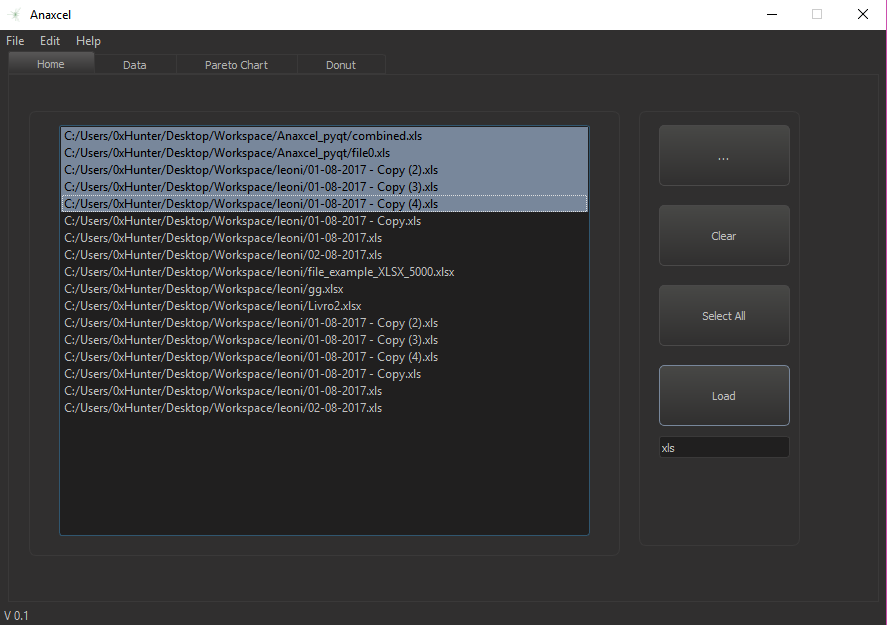 Anaxcel
File Edit Help
Home Data Pareto Chart Donut
C:/Users/0xHunter/Desktop/Workspace/Anaxcel_pyqt/combined.xls
C:/Users/0xHunter/Desktop/Workspace/Anaxcel_pyqt/file0.xls
C:/Users/0xHunter/Desktop/Workspace/leoni/01-08-2017 - Copy (2).xls
C:/Users/0xHunter/Desktop/Workspace/leoni/01-08-2017 - Copy (3).xls
C:/Users/0xHunter/Desktop/Workspace/leoni/01-08-2017 - Copy (4).xls
C:/Users/0xHunter/Desktop/Workspace/leoni/01-08-2017 - Copy.xls
C:/Users/0xHunter/Desktop/Workspace/leoni/01-08-2017.xls
C:/Users/0xHunter/Desktop/Workspace/leoni/02-08-2017.xls
C:/Users/0xHunter/Desktop/Workspace/leoni/file_example_XLSX_5000.xlsx
C:/Users/0xHunter/Desktop/Workspace/leoni/gg.xlsx
C:/Users/0xHunter/Desktop/Workspace/leoni/Livro2.xlsx
C:/Users/0xHunter/Desktop/Workspace/leoni/01-08-2017 - Copy (2).xls
C:/Users/0xHunter/Desktop/Workspace/leoni/01-08-2017 - Copy (3).xls
C:/Users/0xHunter/Desktop/Workspace/leoni/01-08-2017 - Copy (4).xls
C:/Users/0xHunter/Desktop/Workspace/leoni/01-08-2017 - Copy.xls
C:/Users/0xHunter/Desktop/Workspace/leoni/01-08-2017.xls
C:/Users/0xHunter/Desktop/Workspace/leoni/02-08-2017.xls
...
Clear
Select All
Load
xls
V 0.1